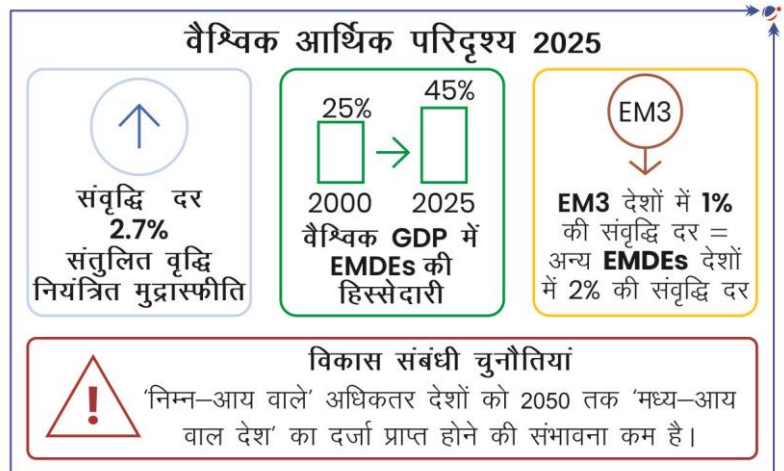 वैश्विक आर्थिक परिदृश्य 2025
संवृद्धि दर
2.7%
संतुलित वृद्धि
नियंत्रित मुद्रास्फीति
25%
45%
2000
2025
वैश्विक GDP में
EMDEs की
हिस्सेदारी
EM3
EM3 देशों में 1%
की संवृद्धि दर =
अन्य EMDEs देशों
में 2% की संवृद्धि दर
विकास संबंधी चुनौतियां
'निम्न–आय वाले' अधिकतर देशों को 2050 तक 'मध्य–आय
वाल देश' का दर्जा प्राप्त होने की संभावना कम है।